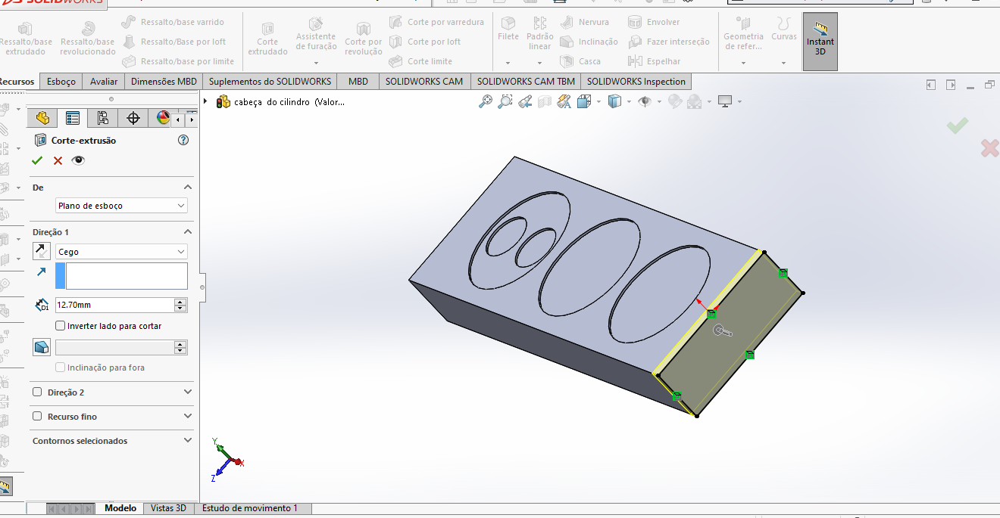 SOLIDWORKS
Ressalto/base extrudado
Ressalto/base revolucionado
Ressalto/base varrido
Ressalto/Base por loft
Ressalto/base por limite
Corte extrudado
Assistente de furação
Corte por revolução
Corte por varredura
Corte por loft
Corte limite
Filete
Padrão linear
Nervura
Inclinação
Casca
Envolver
Fazer interseção
Espelhar
Geometria de refer...
Curvas
Instant 3D
Recursos
Esboço
Avaliar
Dimensões MBD
Suplementos do SOLIDWORKS
MBD
SOLIDWORKS CAM
SOLIDWORKS CAM TBM
SOLIDWORKS Inspection
cabeça do cilindro (Valor...
Corte-extrusão
De
Plano de esboço
Direção 1
Cego
D1
12.70mm
Inverter lado para cortar
Inclinação para fora
Direção 2
Recurso fino
Contornos selecionados
Y
X
Z
Modelo
Vistas 3D
Estudo de movimento 1